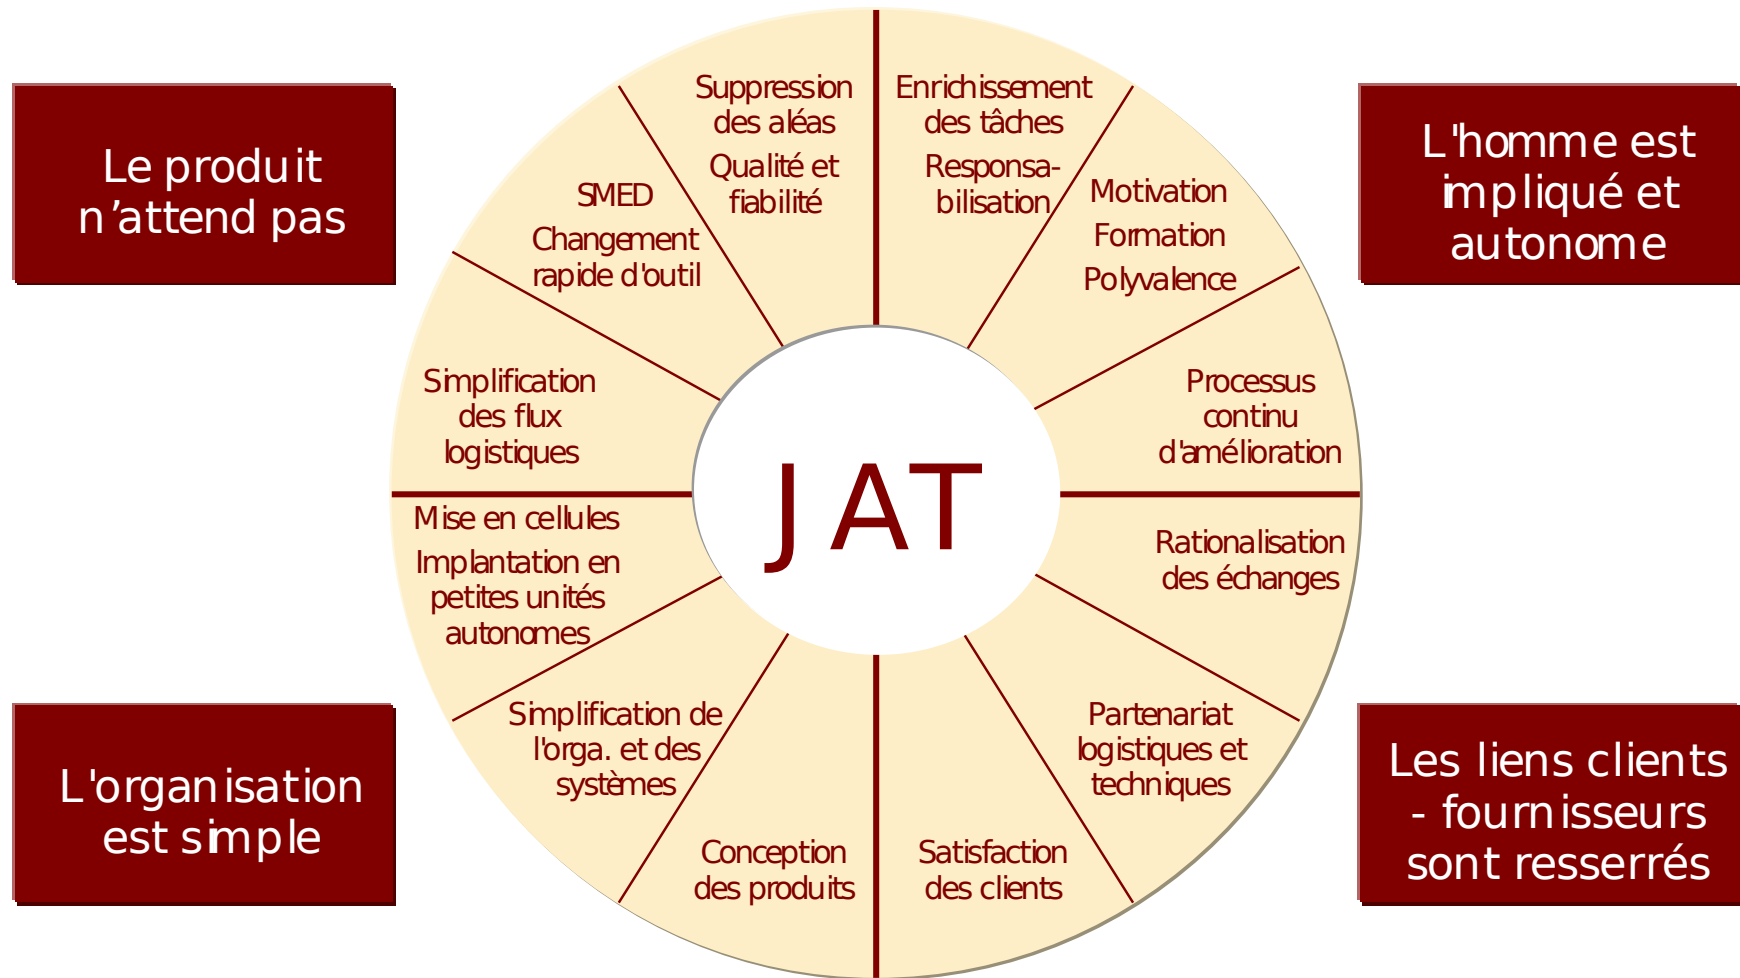 Le produit
n’attend pas
L'homme est
impliqué et
autonome
Suppression
des aléas
Qualité et
fiabilité
Enrichissement
des tâches
Responsa-
bilisation
SMED
Changement
rapide d'outil
Motivation
Formation
Polyvalence
Simplification
des flux
logistiques
Processus
continu
d'amélioration
JAT
Mise en cellules
Implantation en
petites unités
autonomes
Rationalisation
des échanges
Simplification de
l'orga. et des
systèmes
Partenariat
logistiques et
techniques
Conception
des produits
Satisfaction
des clients
L'organisation
est simple
Les liens clients
- fournisseurs
sont resserrés